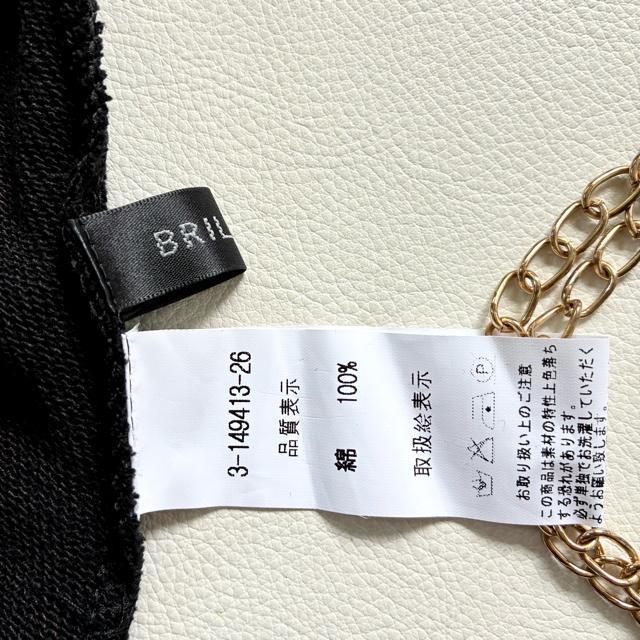 BRIL
3-149413-26
品質表示
綿 100%
取扱絵表示
P
お取り扱い上のご注意
この商品は素材の特性上毛落ち
する恐れがあります。
必ず単独でお洗濯していただく
ようお願い致します。